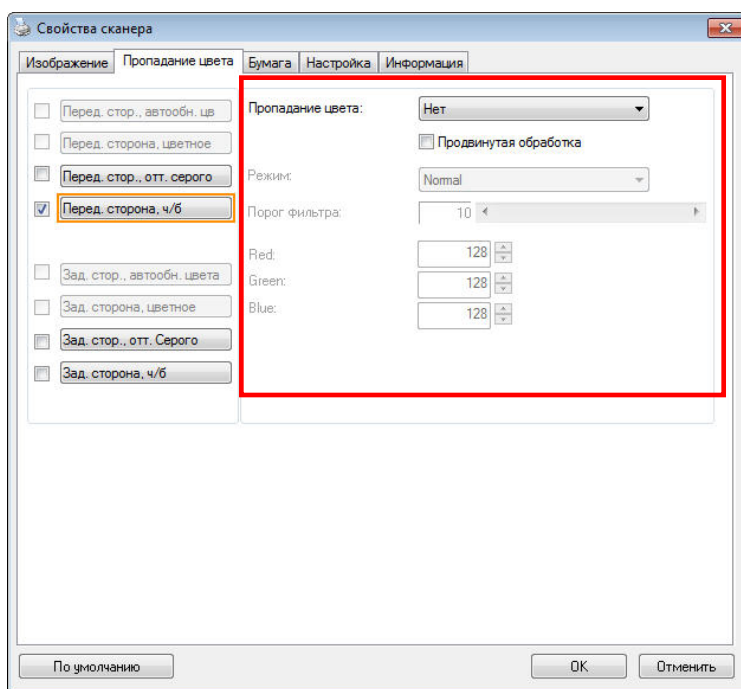 Свойства сканера
Изображение Пропадание цвета Бумага Настройка Информация
Перед. стор., автообн. цв
Перед. сторона, цветное
Перед. стор., отт. серого
Перед. сторона, ч/б
Зад. стор., автообн. цвета
Зад. сторона, цветное
Зад. стор., отт. Серого
Зад. сторона, ч/б
Пропадание цвета: Нет
Продвинутая обработка
Режим: Normal
Порог фильтра: 10
Red: 128
Green: 128
Blue: 128
По умолчанию OK Отменить